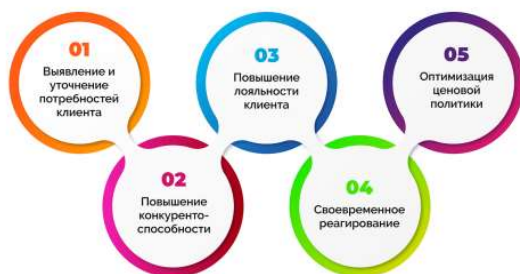 01
Выявление и
уточнение
потребностей
клиента
02
Повышение
конкуренто-
способности
03
Повышение
лояльности
клиента
04
Своевременное
реагирование
05
Оптимизация
ценовой
политики